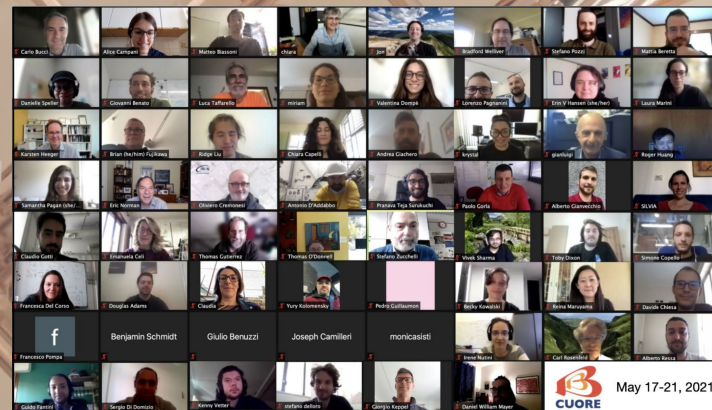 Carlo Bucci
Alice Campani
Matteo Biassoni
chiara
Jon
Bradford Welliver
Stefano Pozzi
Mattia Beretta
Danielle Speller
Giovanni Benato
Luca Taffarello
miriam
Valentina Dompè
Lorenzo Pagnanini
Erin V Hansen (she/her)
Laura Marini
Karsten Heeger
Brian (he/him) Fujikawa
Ridge Liu
Chiara Capelli
Andrea Giachero
krystal
gianluigi
Roger Huang
Samantha Pagan (she/...
Eric Norman
Oliviero Cremonesi
Antonio D'Addabbo
Pranava Teja Surukuchi
Paolo Gorla
Alberto Gianvecchio
SILVIA
Claudio Gotti
Emanuela Celi
Thomas Gutierrez
Thomas O'Donnell
Stefano Zucchelli
Vivek Sharma
Toby Dixon
Simone Copello
Francesca Del Corso
Douglas Adams
Claudia
Yury Kolomensky
Pedro Guillaumon
Becky Kowalski
Reina Maruyama
Davide Chiesa
f
Francesco Pompa
Benjamin Schmidt
Giulio Benuzzi
Joseph Camilleri
monicasisti
Irene Nutini
Carl Rosenfeld
Alberto Ressa
Guido Fantini
Sergio Di Domizio
Kenny Vetter
stefano delloro
Giorgio Keppel
Daniel William Mayer
CUORE
May 17-21, 2021